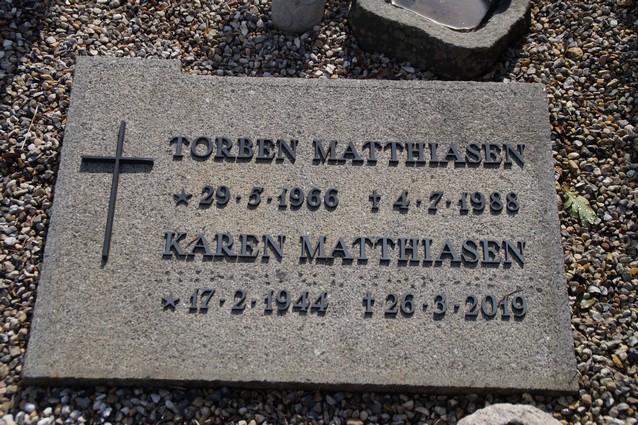 TORBEN MATTHIASEN
★ 29·5·1966 ✝ 4·7·1988
KAREN MATTHIASEN
★ 17·2·1944 ✝ 26·3·2019